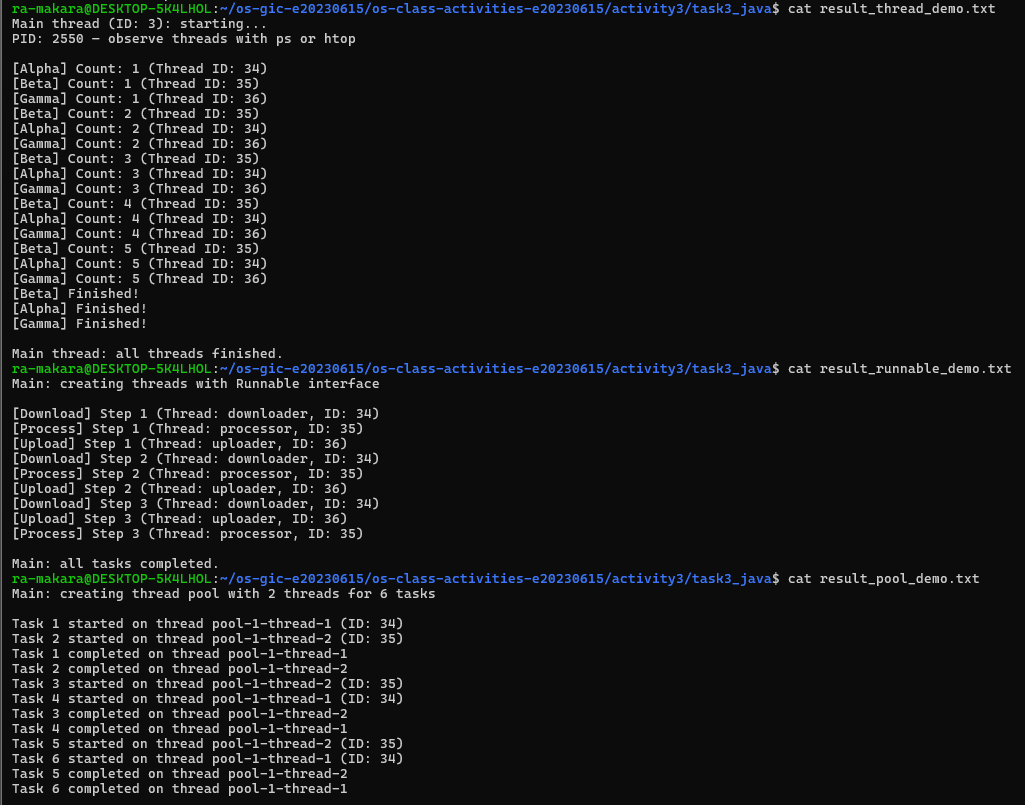 ra-makara@DESKTOP-5K4LHOL:~/os-gic-e20230615/os-class-activities-e20230615/activity3/task3_java$ cat result_thread_demo.txt
Main thread (ID: 3): starting...
PID: 2550 — observe threads with ps or htop

[Alpha] Count: 1 (Thread ID: 34)
[Beta] Count: 1 (Thread ID: 35)
[Gamma] Count: 1 (Thread ID: 36)
[Beta] Count: 2 (Thread ID: 35)
[Alpha] Count: 2 (Thread ID: 34)
[Gamma] Count: 2 (Thread ID: 36)
[Beta] Count: 3 (Thread ID: 35)
[Alpha] Count: 3 (Thread ID: 34)
[Gamma] Count: 3 (Thread ID: 36)
[Beta] Count: 4 (Thread ID: 35)
[Alpha] Count: 4 (Thread ID: 34)
[Gamma] Count: 4 (Thread ID: 36)
[Beta] Count: 5 (Thread ID: 35)
[Alpha] Count: 5 (Thread ID: 34)
[Gamma] Count: 5 (Thread ID: 36)
[Beta] Finished!
[Alpha] Finished!
[Gamma] Finished!

Main thread: all threads finished.
ra-makara@DESKTOP-5K4LHOL:~/os-gic-e20230615/os-class-activities-e20230615/activity3/task3_java$ cat result_runnable_demo.txt
Main: creating threads with Runnable interface

[Download] Step 1 (Thread: downloader, ID: 34)
[Process] Step 1 (Thread: processor, ID: 35)
[Upload] Step 1 (Thread: uploader, ID: 36)
[Download] Step 2 (Thread: downloader, ID: 34)
[Process] Step 2 (Thread: processor, ID: 35)
[Upload] Step 2 (Thread: uploader, ID: 36)
[Download] Step 3 (Thread: downloader, ID: 34)
[Upload] Step 3 (Thread: uploader, ID: 36)
[Process] Step 3 (Thread: processor, ID: 35)

Main: all tasks completed.
ra-makara@DESKTOP-5K4LHOL:~/os-gic-e20230615/os-class-activities-e20230615/activity3/task3_java$ cat result_pool_demo.txt
Main: creating thread pool with 2 threads for 6 tasks

Task 1 started on thread pool-1-thread-1 (ID: 34)
Task 2 started on thread pool-1-thread-2 (ID: 35)
Task 1 completed on thread pool-1-thread-1
Task 2 completed on thread pool-1-thread-2
Task 3 started on thread pool-1-thread-2 (ID: 35)
Task 4 started on thread pool-1-thread-1 (ID: 34)
Task 3 completed on thread pool-1-thread-2
Task 4 completed on thread pool-1-thread-1
Task 5 started on thread pool-1-thread-2 (ID: 35)
Task 6 started on thread pool-1-thread-1 (ID: 34)
Task 5 completed on thread pool-1-thread-2
Task 6 completed on thread pool-1-thread-1